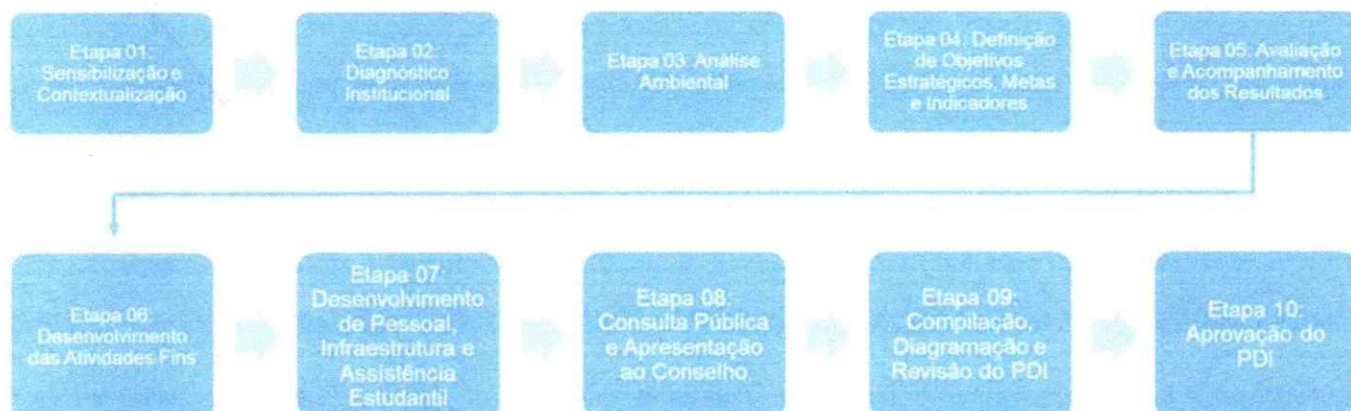 Etapa 01:
Sensibilização e
Contextualização
Etapa 02:
Diagnóstico
Institucional
Etapa 03: Análise
Ambiental
Etapa 04: Definição
de Objetivos
Estratégicos, Metas
e Indicadores
Etapa 05: Avaliação
e Acompanhamento
dos Resultados
Etapa 06:
Desenvolvimento
das Atividades Fins
Etapa 07:
Desenvolvimento
de Pessoal,
Infraestrutura e
Assistência
Estudantil
Etapa 08:
Consulta Pública
e Apresentação
ao Conselho
Etapa 09:
Compilação,
Diagramação e
Revisão do PDI
Etapa 10:
Aprovação do
PDI